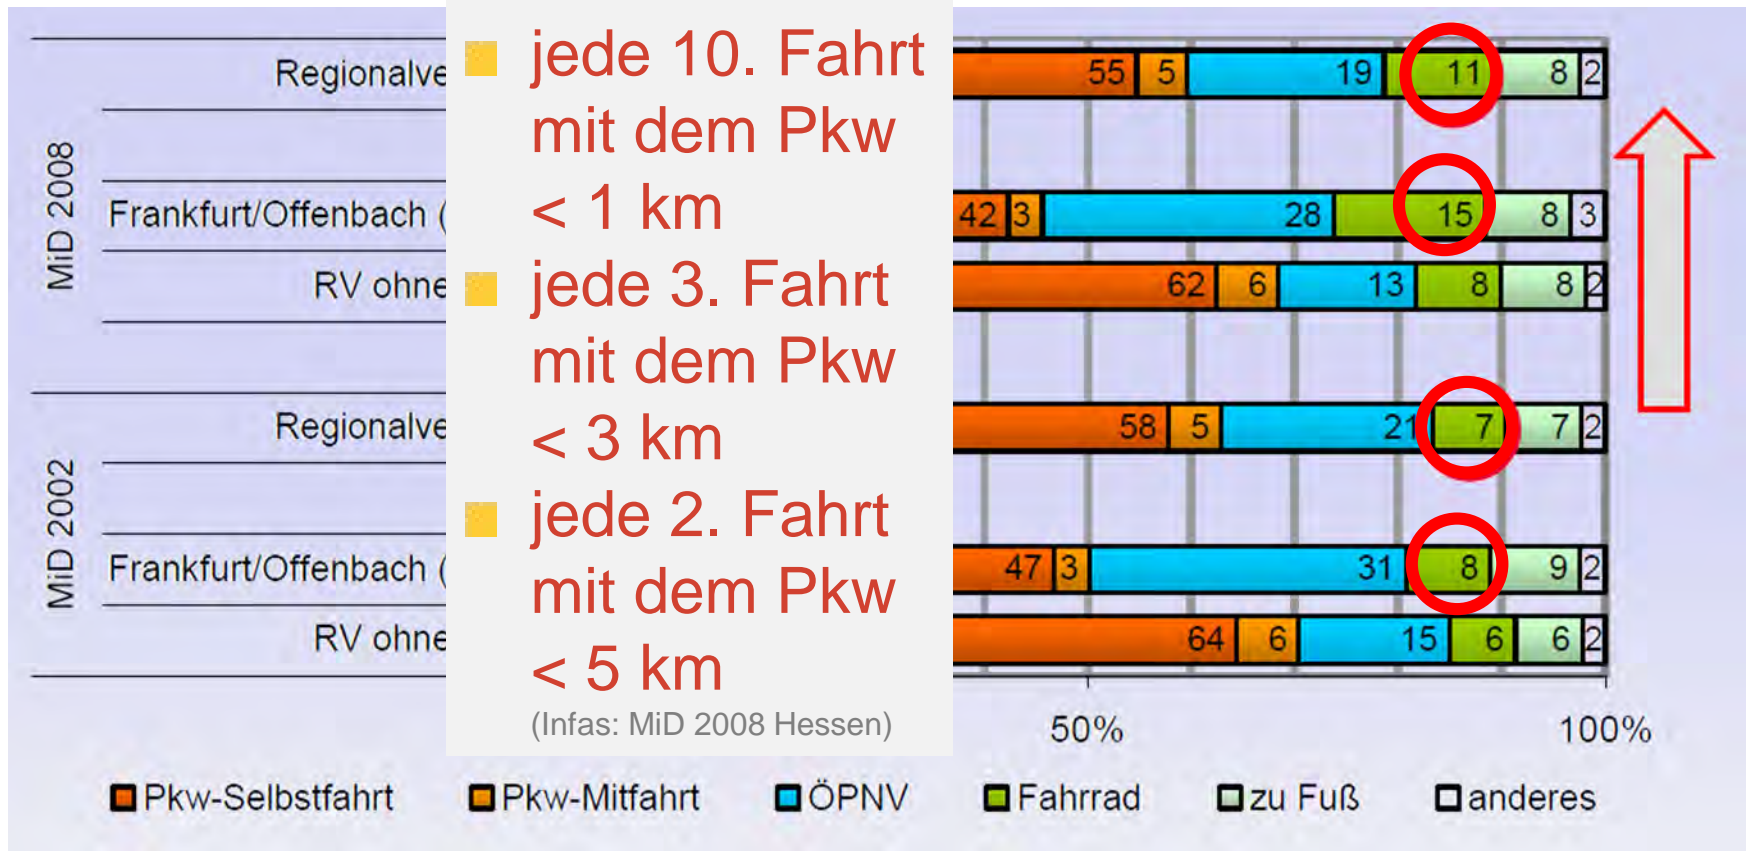 jede 10. Fahrt
mit dem Pkw
< 1 km
jede 3. Fahrt
mit dem Pkw
< 3 km
jede 2. Fahrt
mit dem Pkw
< 5 km
(Infas: MiD 2008 Hessen)
MiD 2008
55 5 19 11 8 2
Frankfurt/Offenbach ( 42 3 28 15 8 3
RV ohne 62 6 13 8 8 2
MiD 2002
58 5 21 7 7 2
Frankfurt/Offenbach ( 47 3 31 8 9 2
RV ohne 64 6 15 6 6 2
50% 100%
Pkw-Selbstfahrt Pkw-Mitfahrt ÖPNV Fahrrad zu Fuß anderes